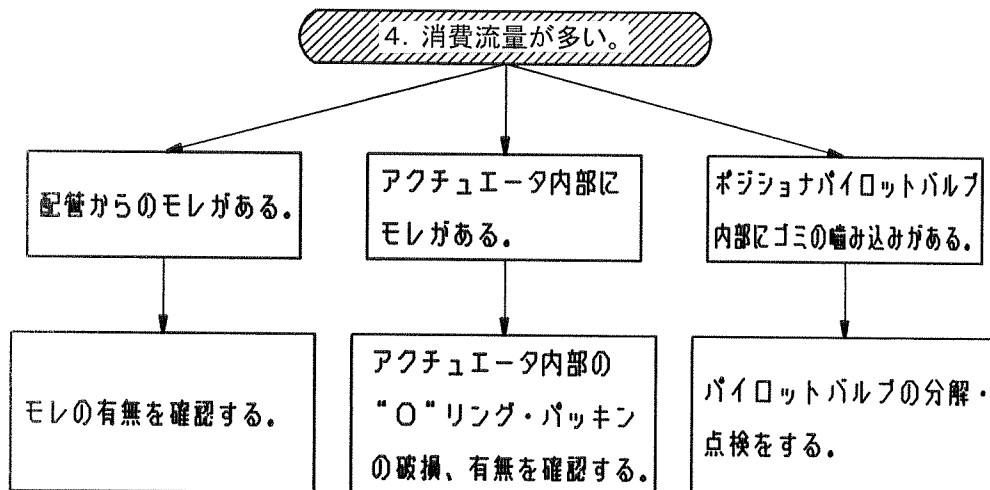 4. 消費流量が多い。
配管からのモレがある。
アクチュエータ内部に
モレがある。
ポジショナパイロットバルブ
内部にゴミの噛み込みがある。
モレの有無を確認する。
アクチュエータ内部の
“O”リング・パッキン
の破損、有無を確認する。
パイロットバルブの分解・
点検をする。